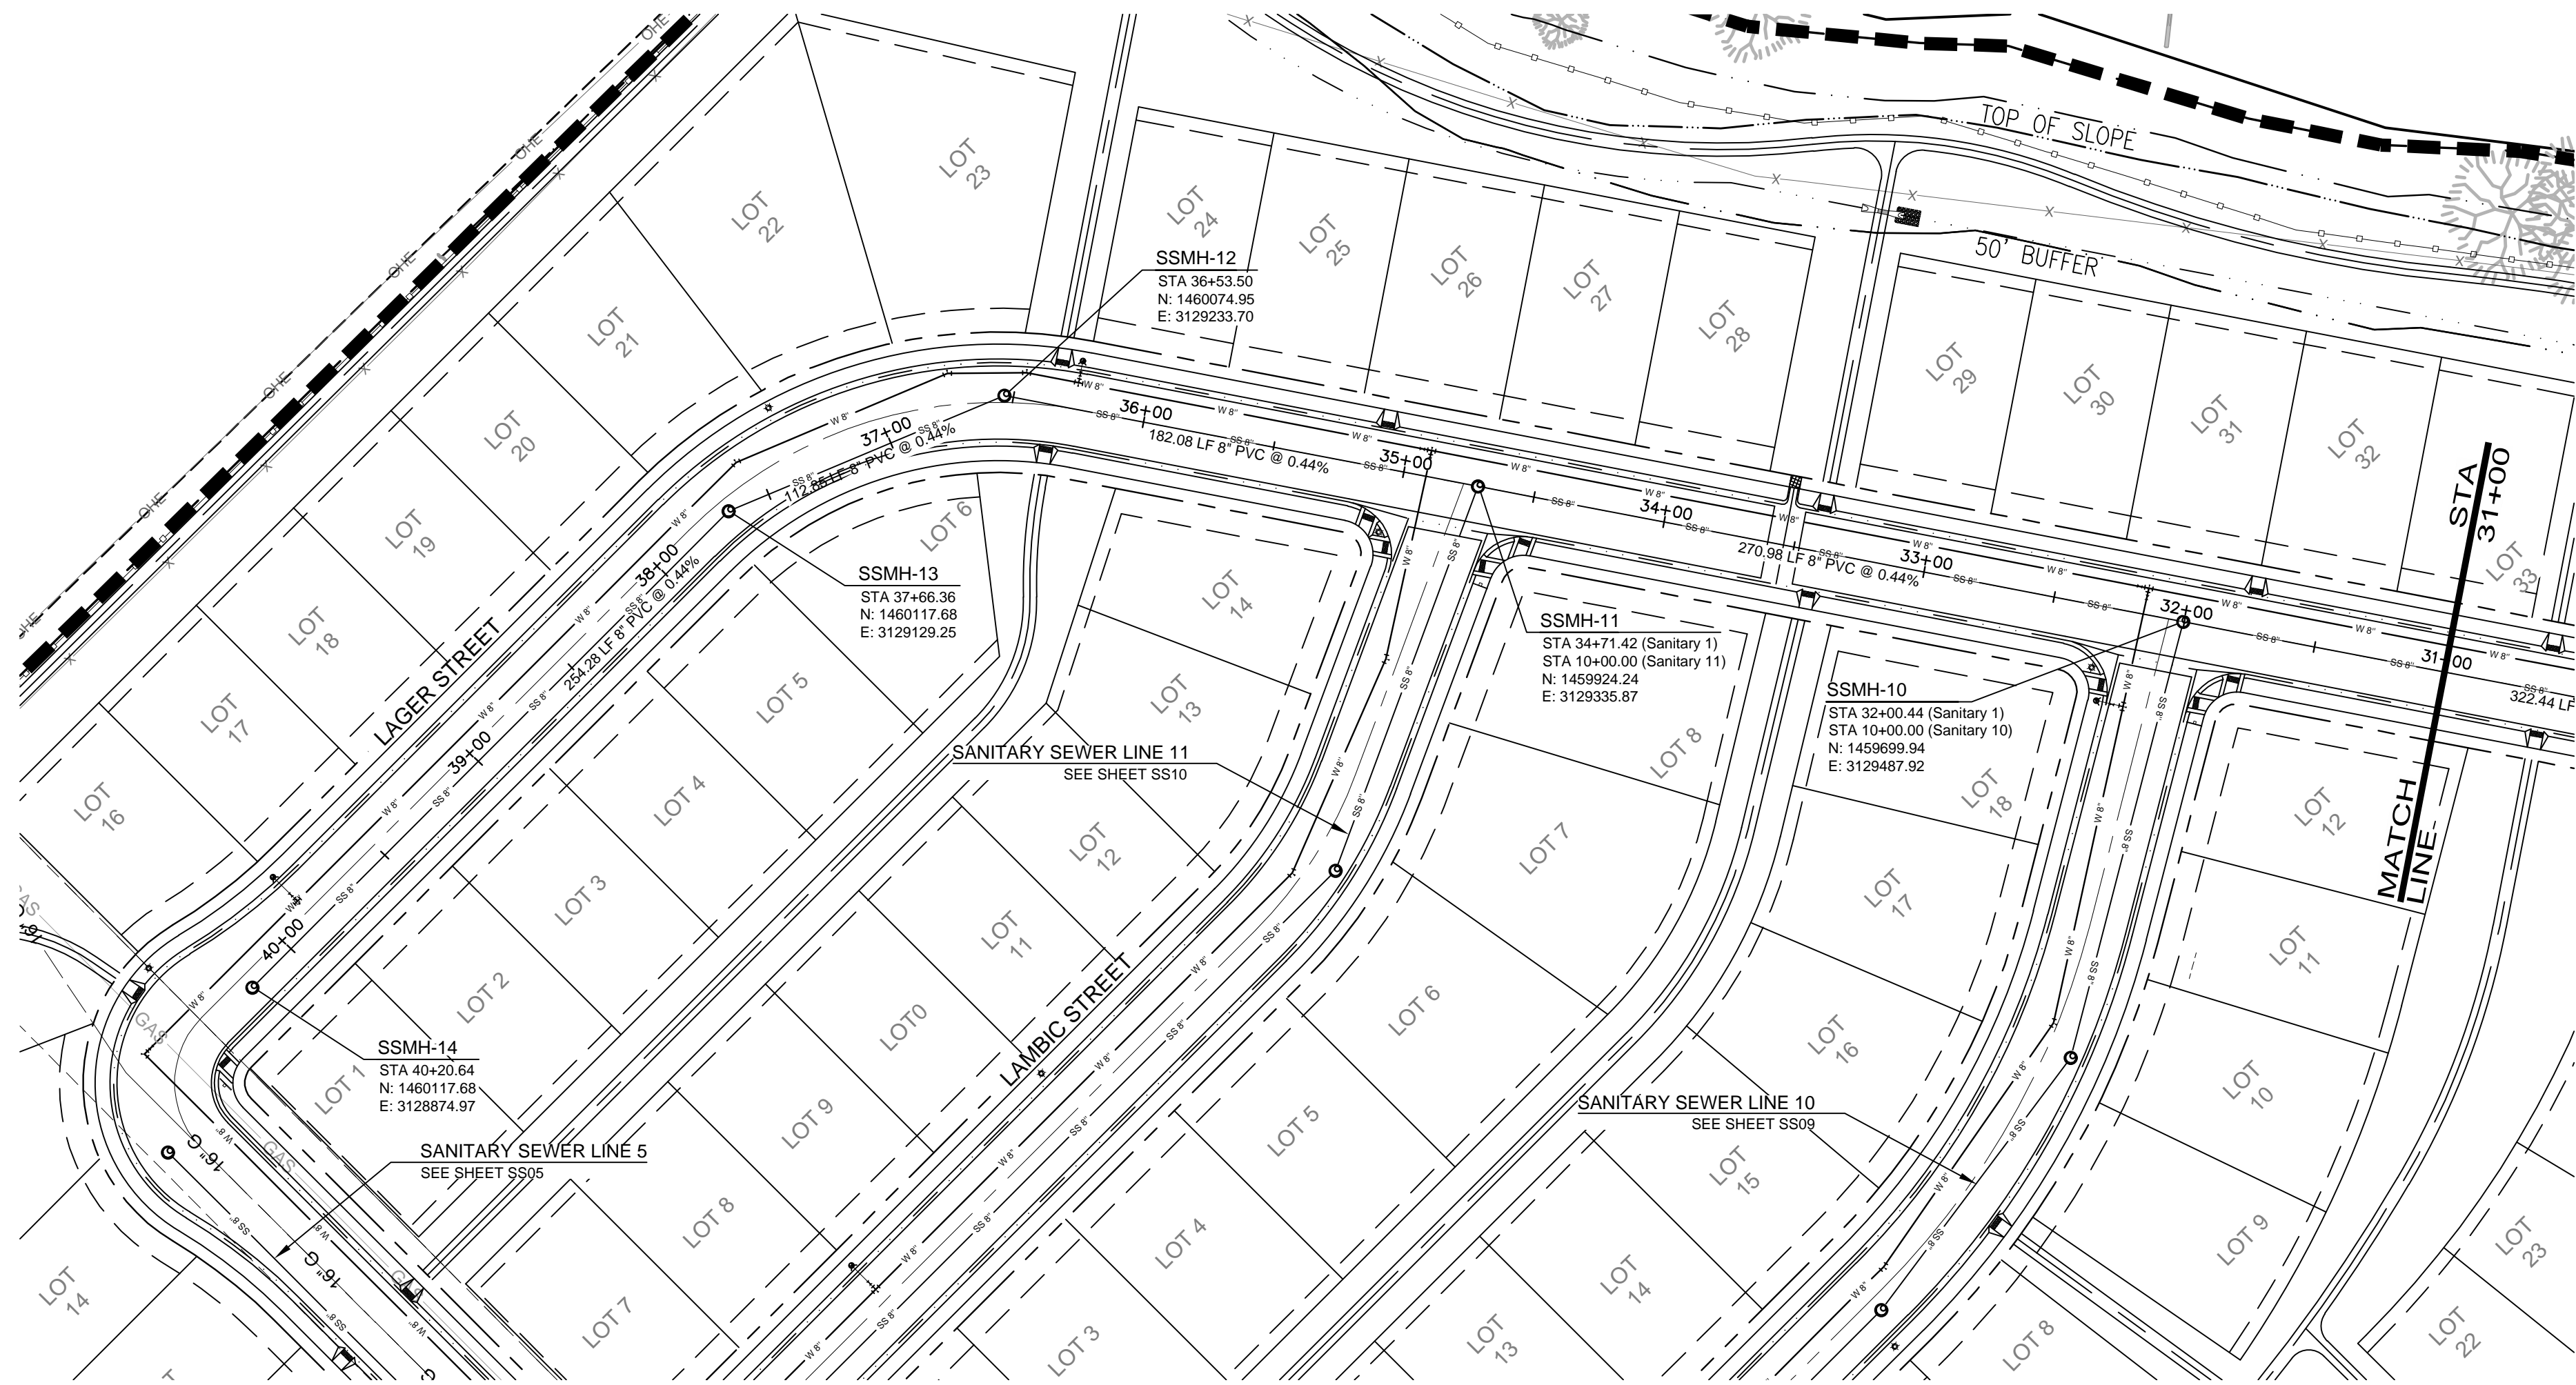 OHE
OHE
OHE
OHE
OHE
TOP OF SLOPE
50' BUFFER
LOT
23
LOT
22
LOT
21
LOT
20
LOT
19
LOT
18
LOT
17
LOT
16
LOT
24
LOT
25
LOT
26
LOT
27
LOT
28
LOT
29
LOT
30
LOT
31
LOT
32
LOT
33
SSMH-12
STA 36+53.50
N: 1460074.95
E: 3129233.70
36+00
182.08 LF 8" PVC @ 0.44%
35+00
34+00
270.98 LF 8" PVC @ 0.44%
33+00
32+00
31+00
322.44 LF
37+00
112.85 LF 8" PVC @ 0.44%
38+00
254.28 LF 8" PVC @ 0.44%
39+00
40+00
W 8"
SS 8"
STA
31+00
MATCH
LINE-
LAGER STREET
LAMBIC STREET
SSMH-13
STA 37+66.36
N: 1460117.68
E: 3129129.25
SSMH-11
STA 34+71.42 (Sanitary 1)
STA 10+00.00 (Sanitary 11)
N: 1459924.24
E: 3129335.87
SSMH-10
STA 32+00.44 (Sanitary 1)
STA 10+00.00 (Sanitary 10)
N: 1459699.94
E: 3129487.92
SANITARY SEWER LINE 11
SEE SHEET SS10
SANITARY SEWER LINE 10
SEE SHEET SS09
SSMH-14
STA 40+20.64
N: 1460117.68
E: 3128874.97
SANITARY SEWER LINE 5
SEE SHEET SS05
LOT 6
LOT 5
LOT 4
LOT 3
LOT 2
LOT 1
LOT
14
LOT
13
LOT
12
LOT
11
LOT0
LOT 9
LOT 8
LOT 7
LOT 8
LOT 7
LOT 6
LOT 5
LOT 4
LOT 3
LOT
18
LOT
17
LOT
16
LOT
15
LOT
14
LOT
13
LOT
12
LOT
11
LOT
10
LOT 9
LOT 8
LOT
23
LOT
22
LOT
14
GAS
GAS
GAS
16" G
16" G